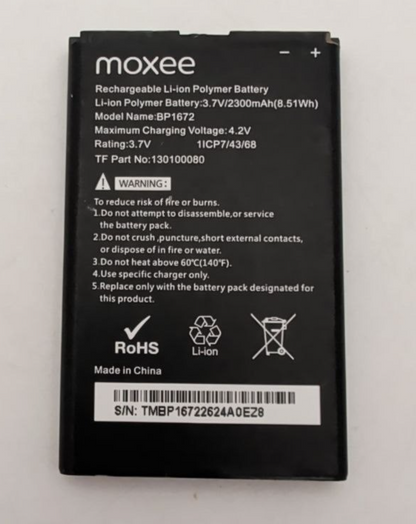 − +
moxee
Rechargeable Li-ion Polymer Battery
Li-ion Polymer Battery:3.7V/2300mAh(8.51Wh)
Model Name:BP1672
Maximum Charging Voltage:4.2V
Rating:3.7V 1ICP7/43/68
TF Part No:130100080
WARNING:
To reduce risk of fire or burns.
1.Do not attempt to disassemble,or service
the battery pack.
2.Do not crush ,puncture,short external contacts,
or dispose of in fire or water.
3.Do not heat above 60℃(140°F).
4.Use specific charger only.
5.Replace only with the battery pack designated for
this product.
RoHS
Li-ion
Made in China
S/N: TMBP16722624A0EZ8